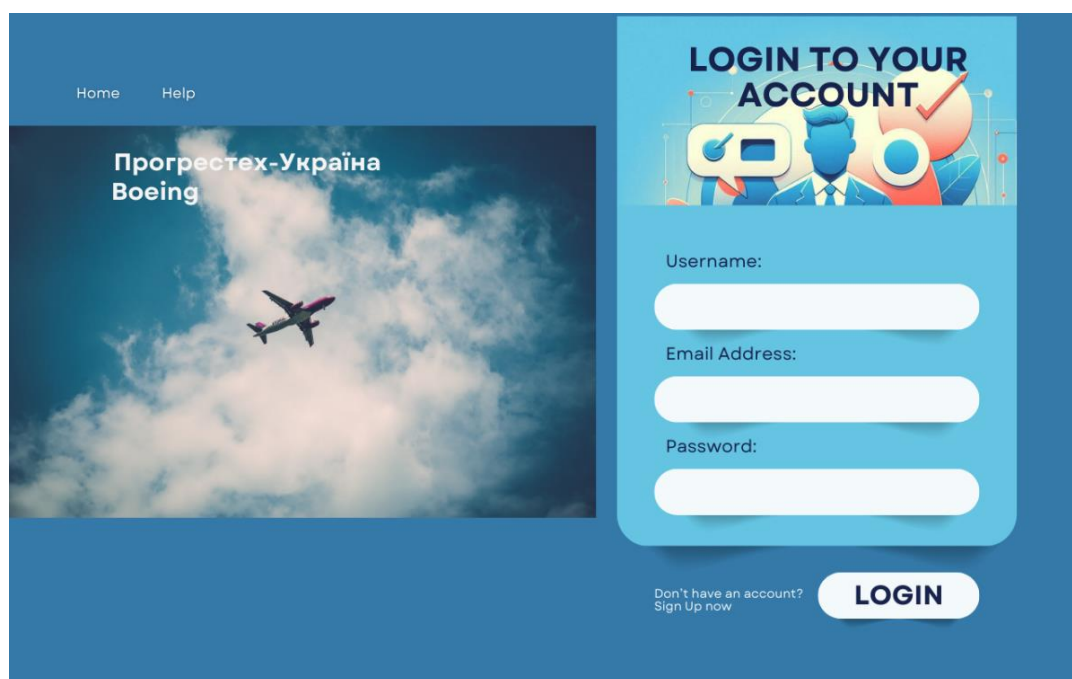 Home
Help
Прогрестех-Україна
Boeing
LOGIN TO YOUR
ACCOUNT
Username:
Email Address:
Password:
Don't have an account?
Sign Up now
LOGIN